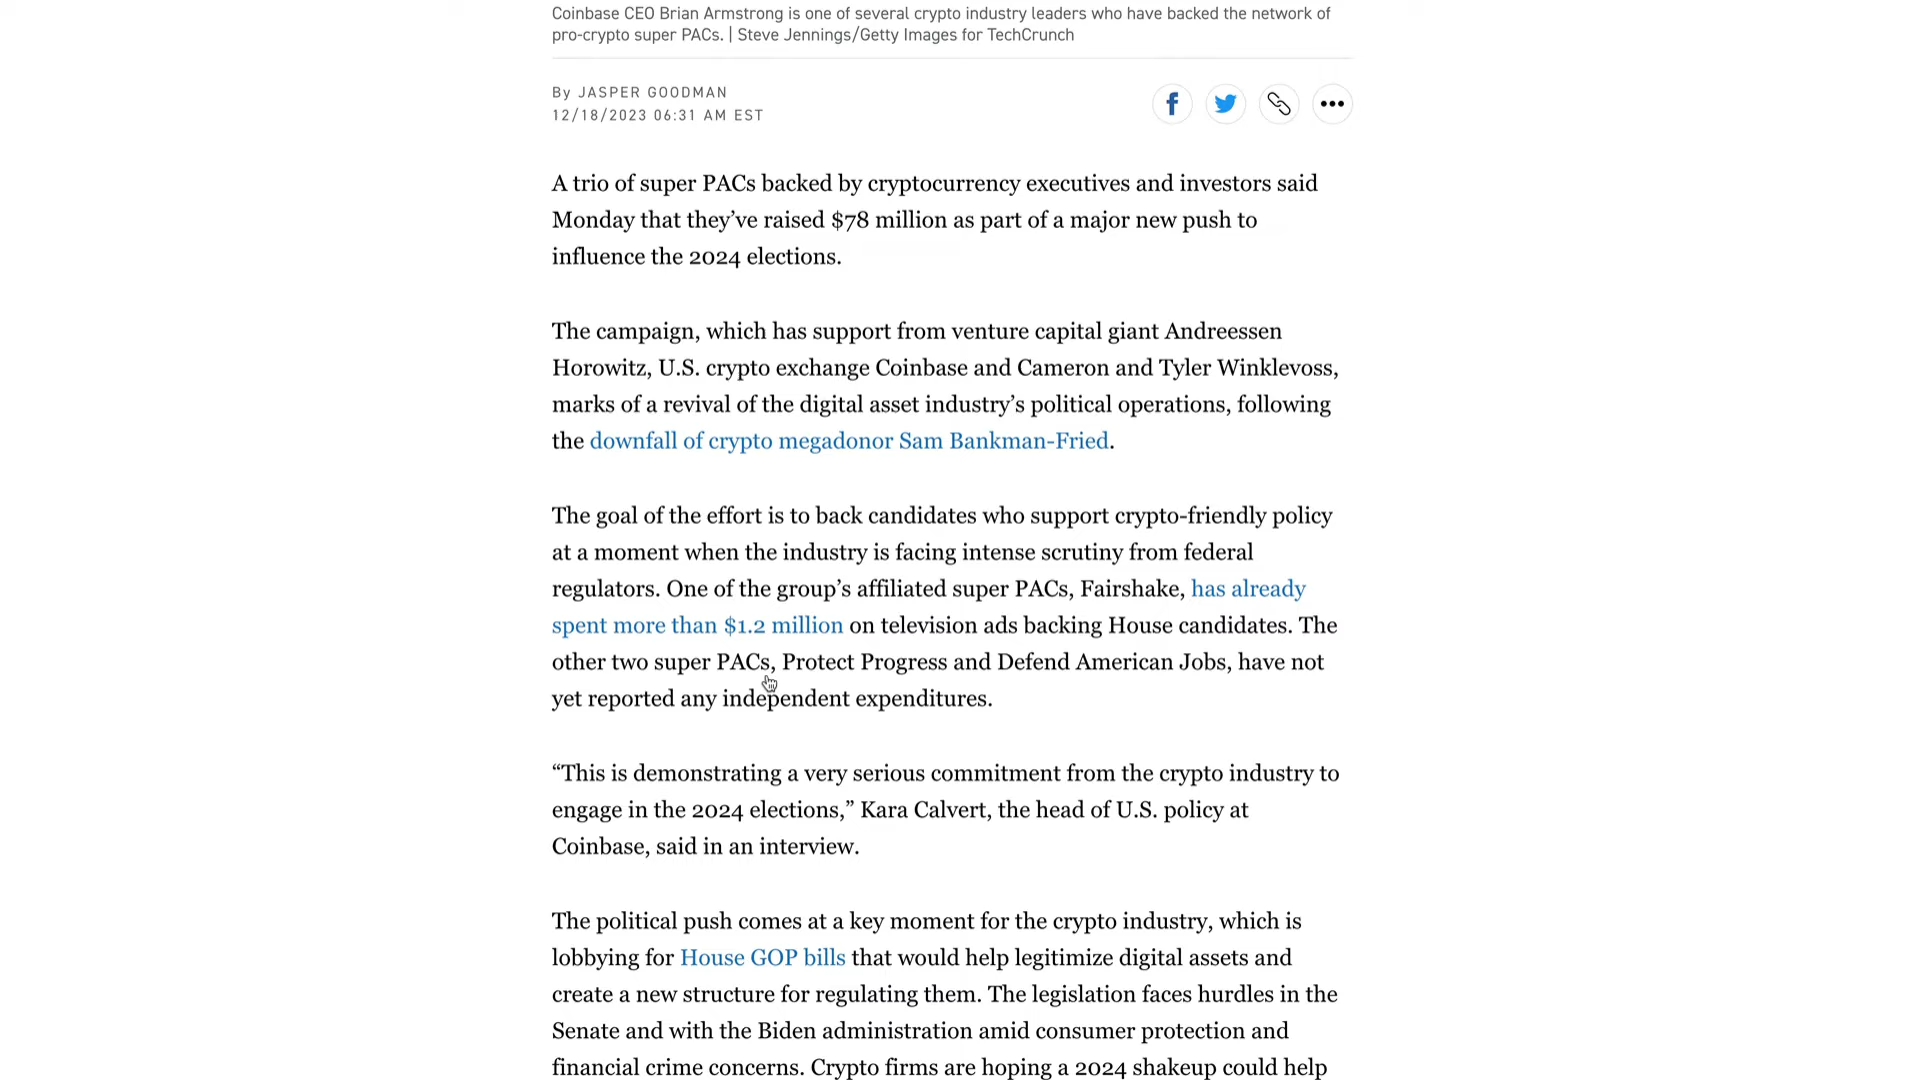 Coinbase CEO Brian Armstrong is one of several crypto industry leaders who have backed the network of
pro-crypto super PACs. | Steve Jennings/Getty Images for TechCrunch
By JASPER GOODMAN
12/18/2023 06:31 AM EST
A trio of super PACs backed by cryptocurrency executives and investors said
Monday that they’ve raised $78 million as part of a major new push to
influence the 2024 elections.
The campaign, which has support from venture capital giant Andreessen
Horowitz, U.S. crypto exchange Coinbase and Cameron and Tyler Winklevoss,
marks of a revival of the digital asset industry’s political operations, following
the downfall of crypto megadonor Sam Bankman-Fried.
The goal of the effort is to back candidates who support crypto-friendly policy
at a moment when the industry is facing intense scrutiny from federal
regulators. One of the group’s affiliated super PACs, Fairshake, has already
spent more than $1.2 million on television ads backing House candidates. The
other two super PACs, Protect Progress and Defend American Jobs, have not
yet reported any independent expenditures.
“This is demonstrating a very serious commitment from the crypto industry to
engage in the 2024 elections,” Kara Calvert, the head of U.S. policy at
Coinbase, said in an interview.
The political push comes at a key moment for the crypto industry, which is
lobbying for House GOP bills that would help legitimize digital assets and
create a new structure for regulating them. The legislation faces hurdles in the
Senate and with the Biden administration amid consumer protection and
financial crime concerns. Crypto firms are hoping a 2024 shakeup could help